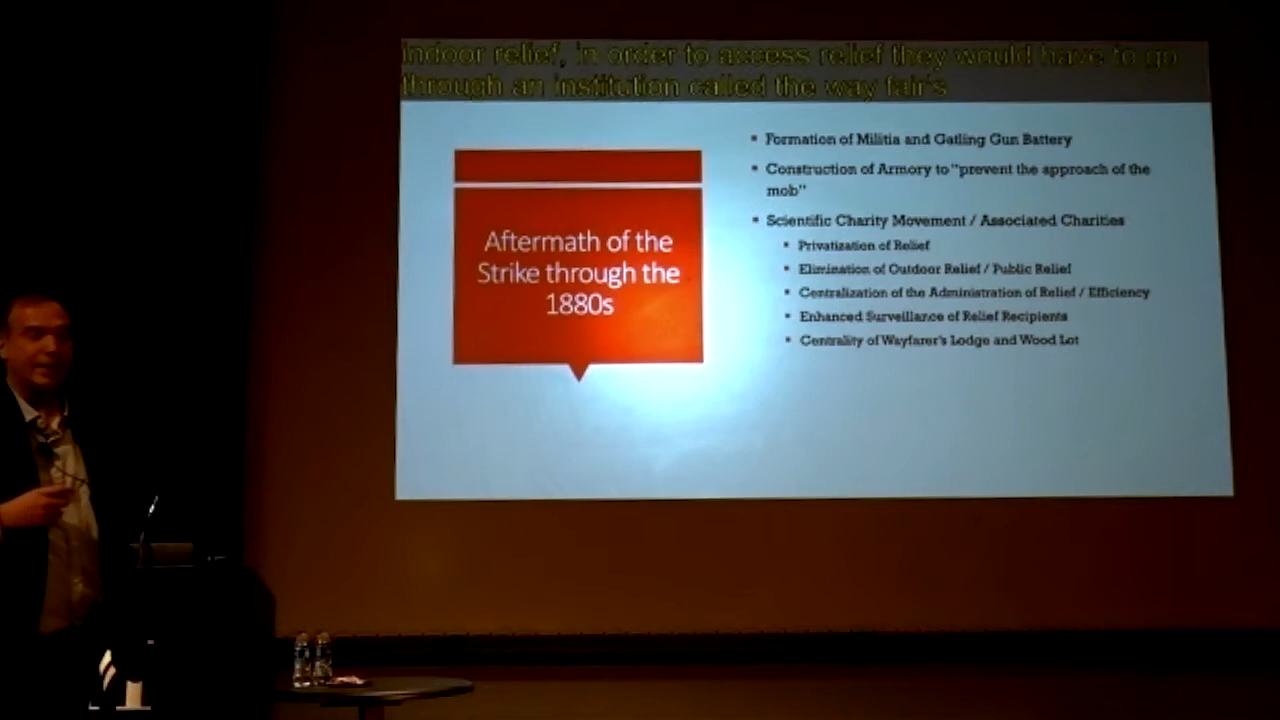 indoor relief, in order to access relief they would have to go
through an institution called the way fair's
Aftermath of the
Strike through the
1880s
▪ Formation of Militia and Gatling Gun Battery
▪ Construction of Armory to "prevent the approach of the
mob"
▪ Scientific Charity Movement / Associated Charities
▪ Privatization of Relief
▪ Elimination of Outdoor Relief / Public Relief
▪ Centralization of the Administration of Relief / Efficiency
▪ Enhanced Surveillance of Relief Recipients
▪ Centrality of Wayfarer's Lodge and Wood Lot